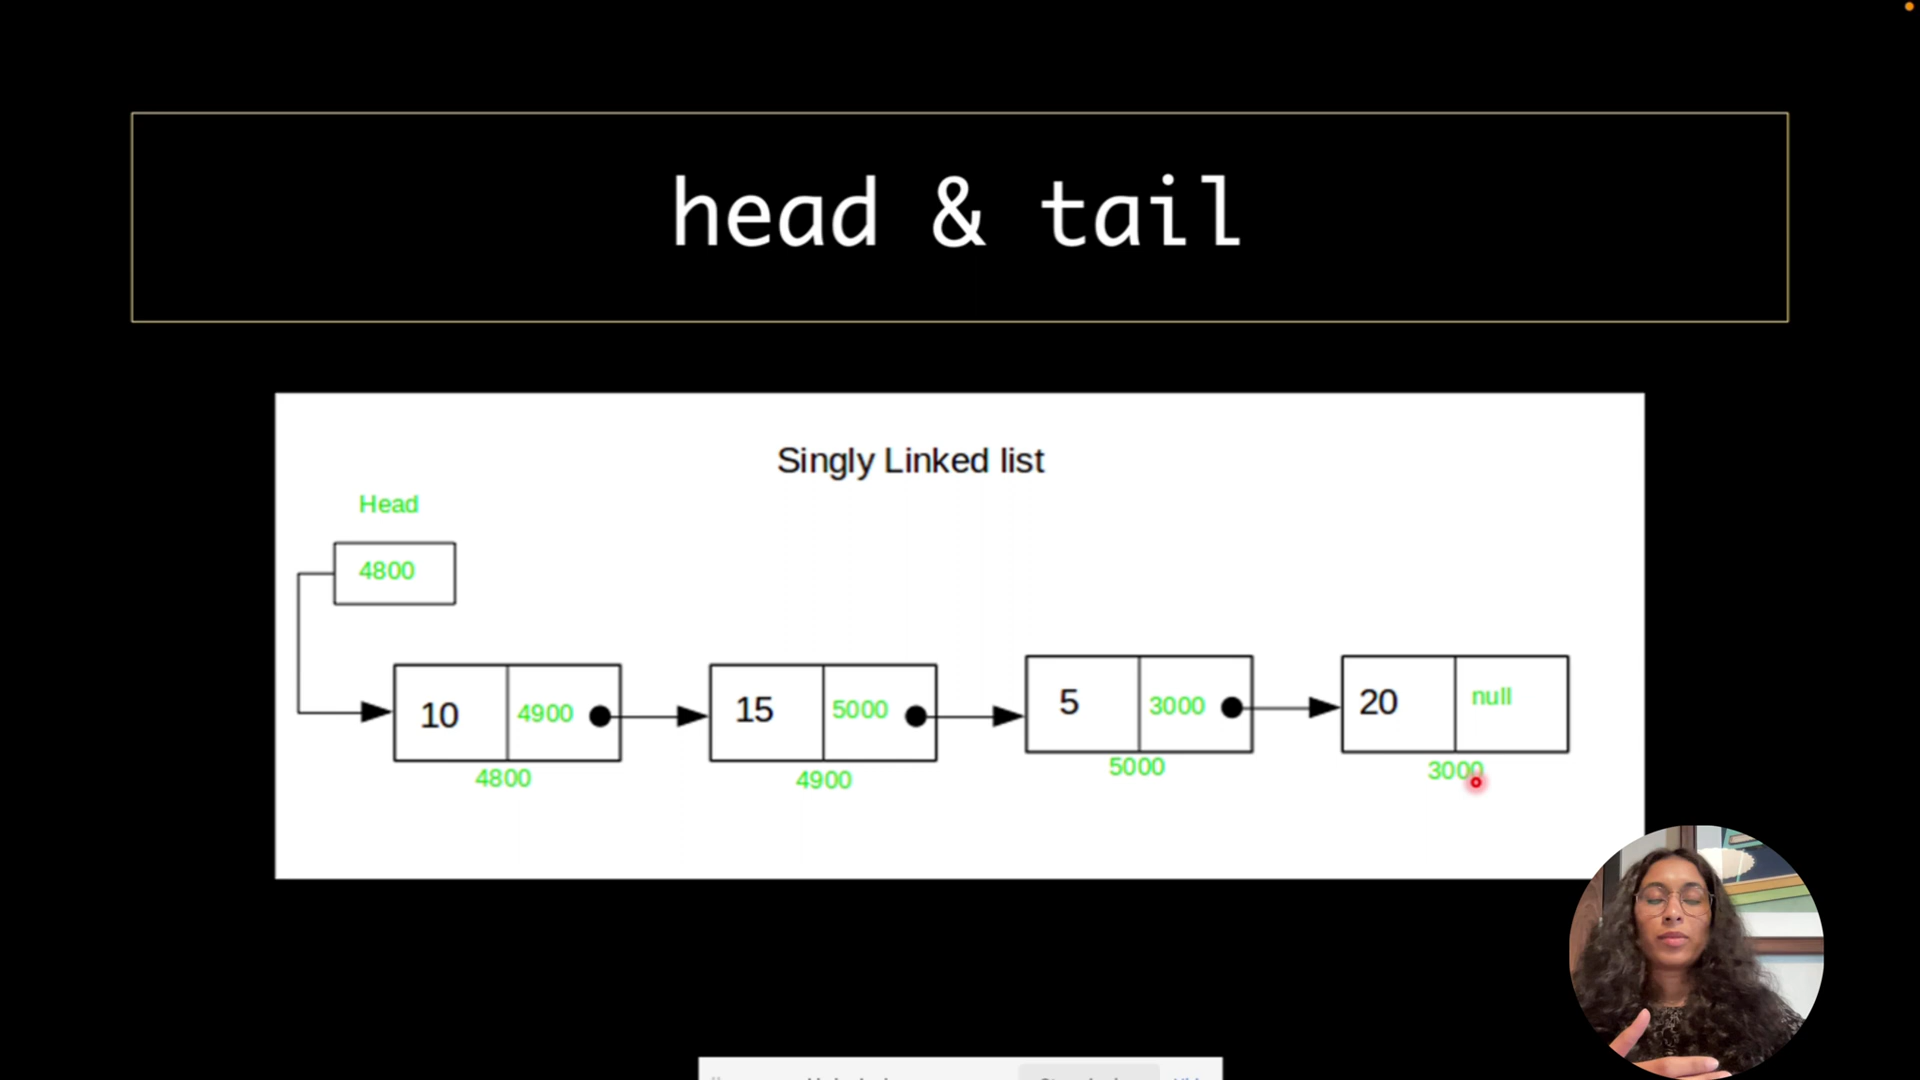 head & tail
Singly Linked list
Head
4800
10 4900
15 5000
5 3000
20 null
4800
4900
5000
3000